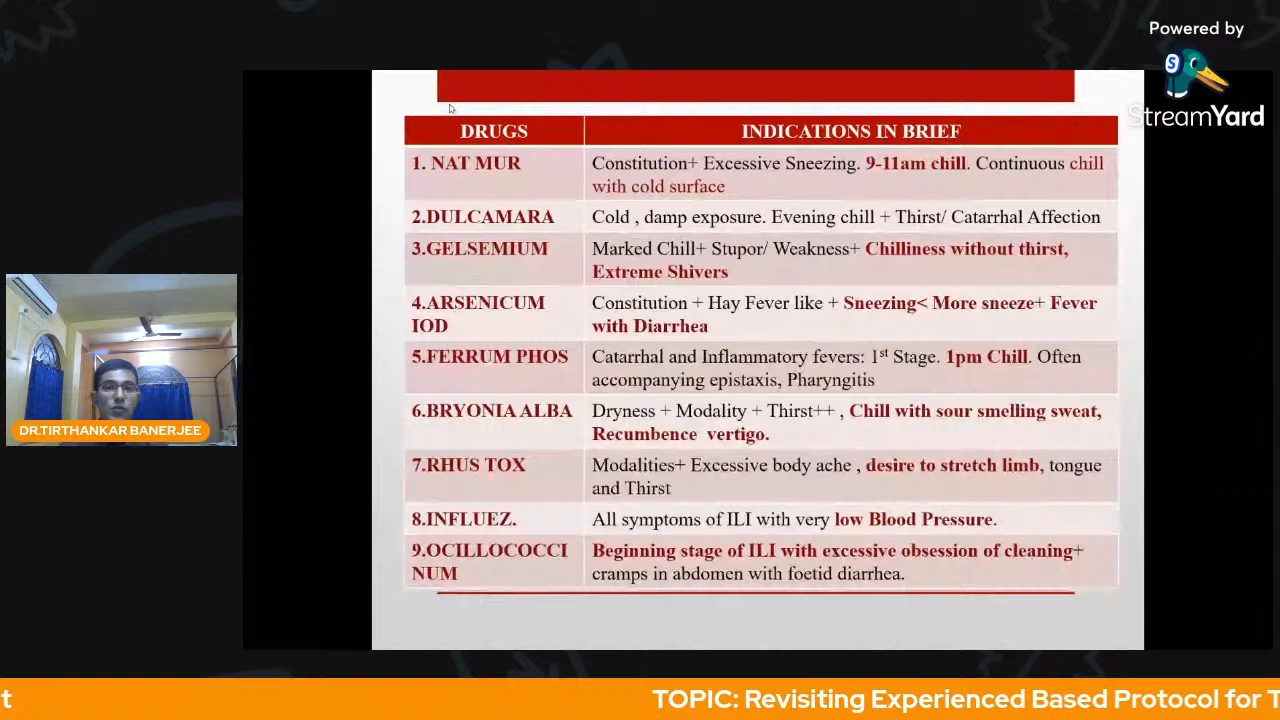 Powered by
S
StreamYard
DRUGS INDICATIONS IN BRIEF
1. NAT MUR Constitution+ Excessive Sneezing. 9-11am chill. Continuous chill
with cold surface
2.DULCAMARA Cold , damp exposure. Evening chill + Thirst/ Catarrhal Affection
3.GELSEMIUM Marked Chill+ Stupor/ Weakness+ Chilliness without thirst,
Extreme Shivers
4.ARSENICUM Constitution + Hay Fever like + Sneezing< More sneeze+ Fever
IOD with Diarrhea
5.FERRUM PHOS Catarrhal and Inflammatory fevers: 1st Stage. 1pm Chill. Often
accompanying epistaxis, Pharyngitis
6.BRYONIA ALBA Dryness + Modality + Thirst++ , Chill with sour smelling sweat,
Recumbence vertigo.
7.RHUS TOX Modalities+ Excessive body ache , desire to stretch limb, tongue
and Thirst
8.INFLUEZ. All symptoms of ILI with very low Blood Pressure.
9.OCILLOCOCCI Beginning stage of ILI with excessive obsession of cleaning+
NUM cramps in abdomen with foetid diarrhea.
DR.TIRTHANKAR BANERJEE
t TOPIC: Revisiting Experienced Based Protocol for T